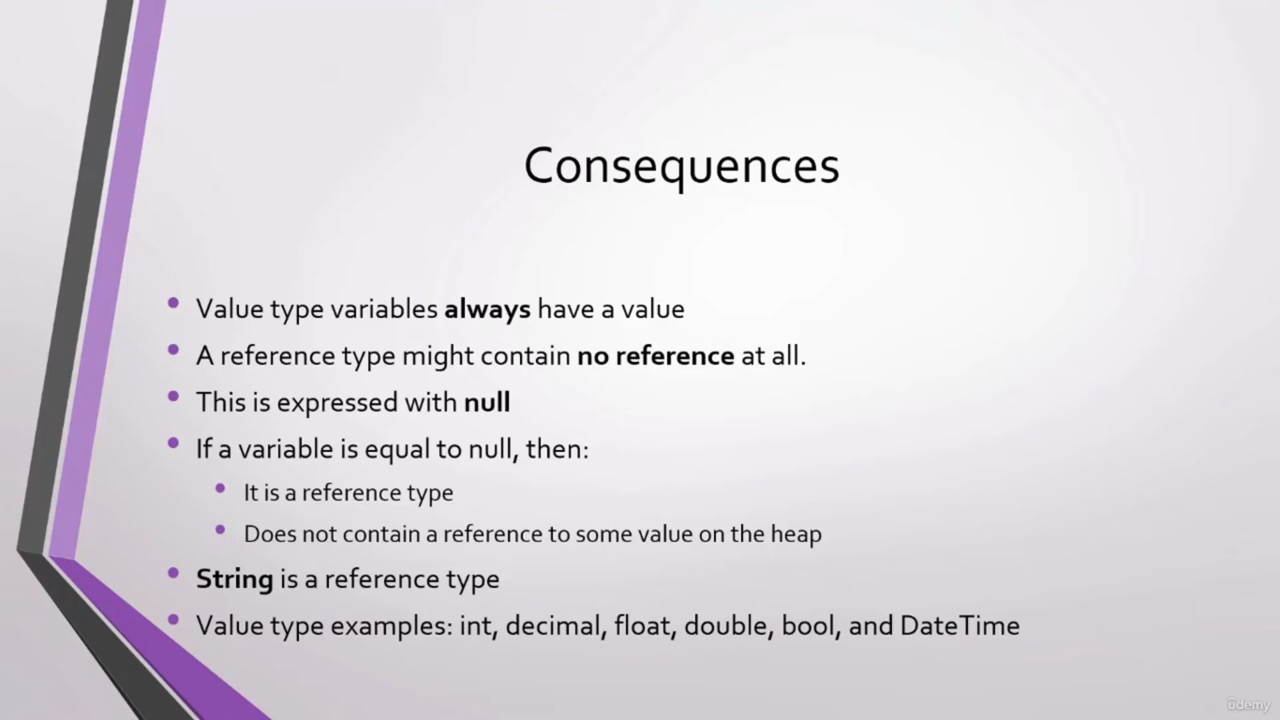 Consequences
• Value type variables always have a value
• A reference type might contain no reference at all.
• This is expressed with null
• If a variable is equal to null, then:
• It is a reference type
• Does not contain a reference to some value on the heap
• String is a reference type
• Value type examples: int, decimal, float, double, bool, and DateTime
ûdemy